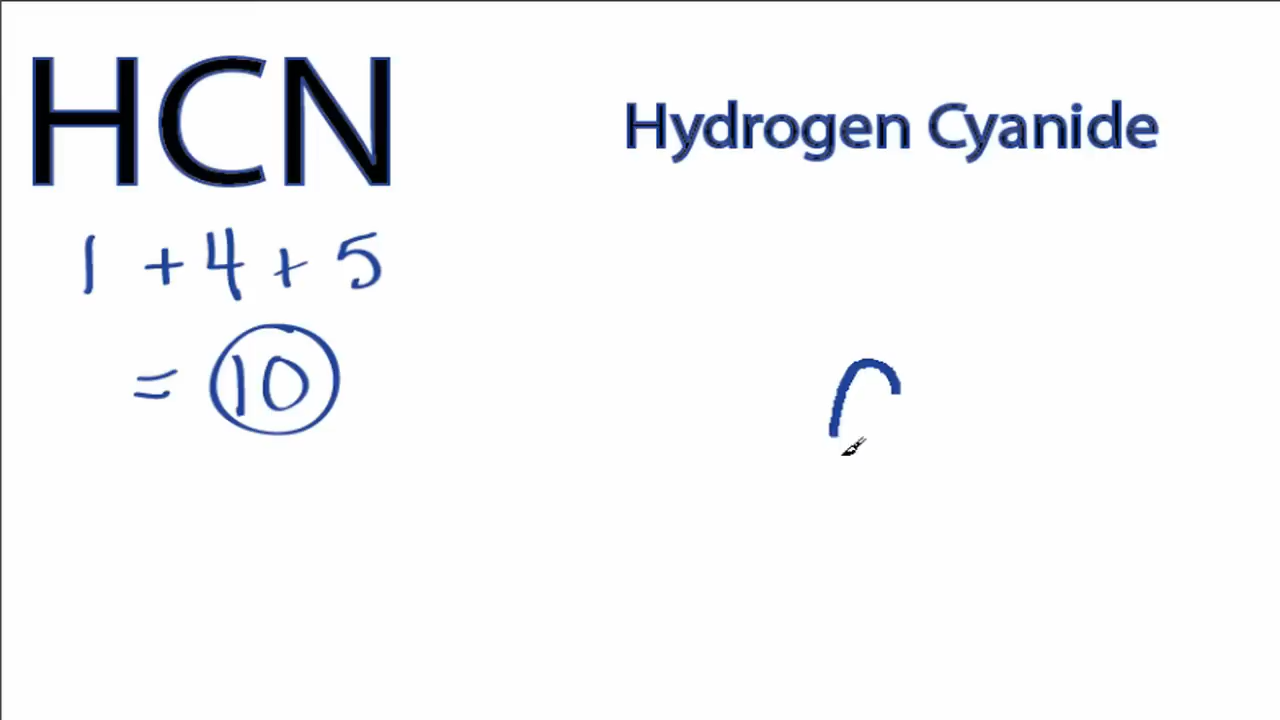 HCN
Hydrogen Cyanide
1 + 4 + 5
= 10